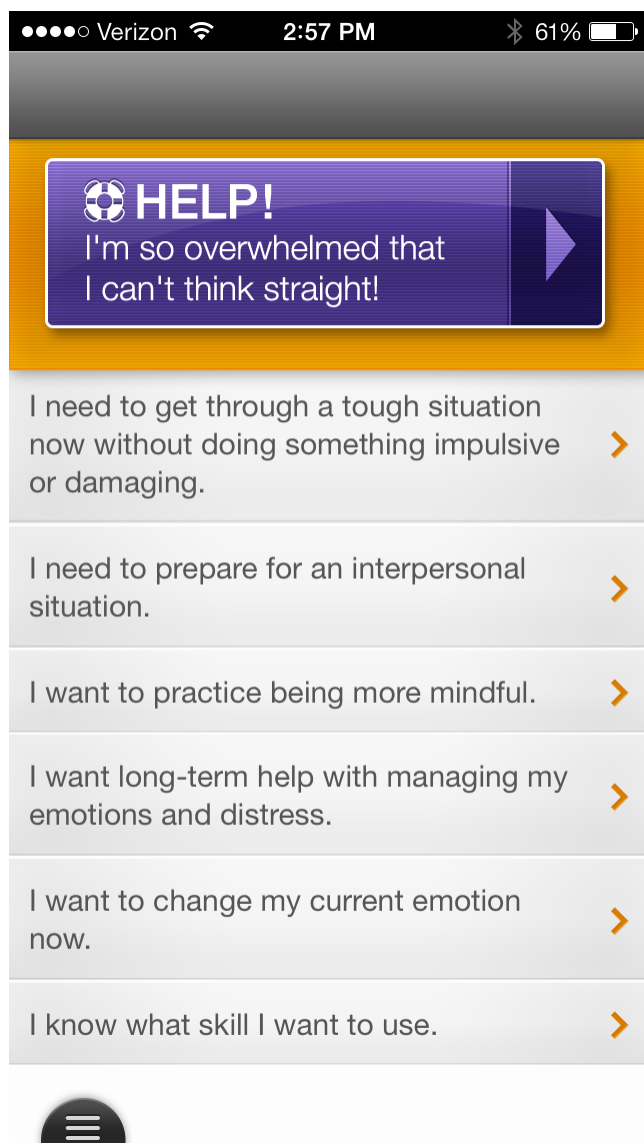 Verizon 2:57 PM 61%
HELP!
I'm so overwhelmed that
I can't think straight!
I need to get through a tough situation
now without doing something impulsive
or damaging.
I need to prepare for an interpersonal
situation.
I want to practice being more mindful.
I want long-term help with managing my
emotions and distress.
I want to change my current emotion
now.
I know what skill I want to use.